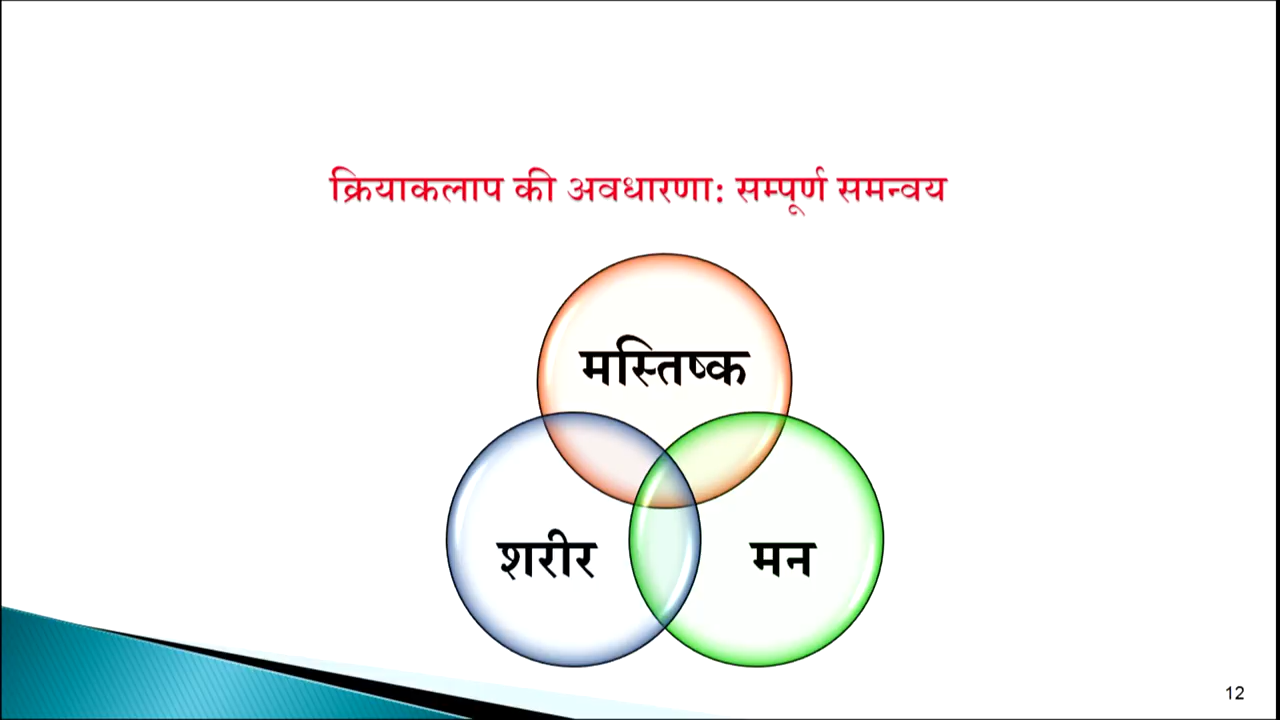 क्रियाकलाप की अवधारणा: सम्पूर्ण समन्वय
मस्तिष्क
शरीर
मन
12